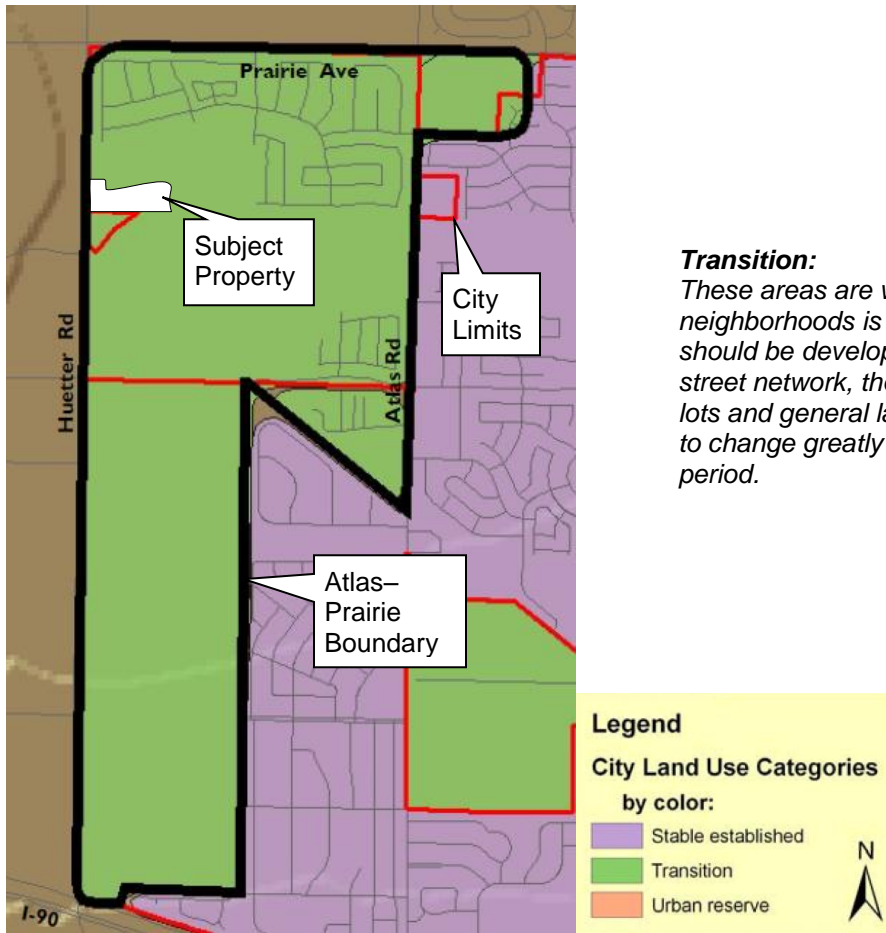 Prairie Ave
Subject
Property
City
Limits
Huetter Rd
Atlas Rd
Atlas–
Prairie
Boundary
I-90
Transition:
These areas are
neighborhoods is
should be
street network, the
lots and general
to change greatly
period.
Legend
City Land Use Categories
by color:
Stable established
Transition
Urban reserve
N